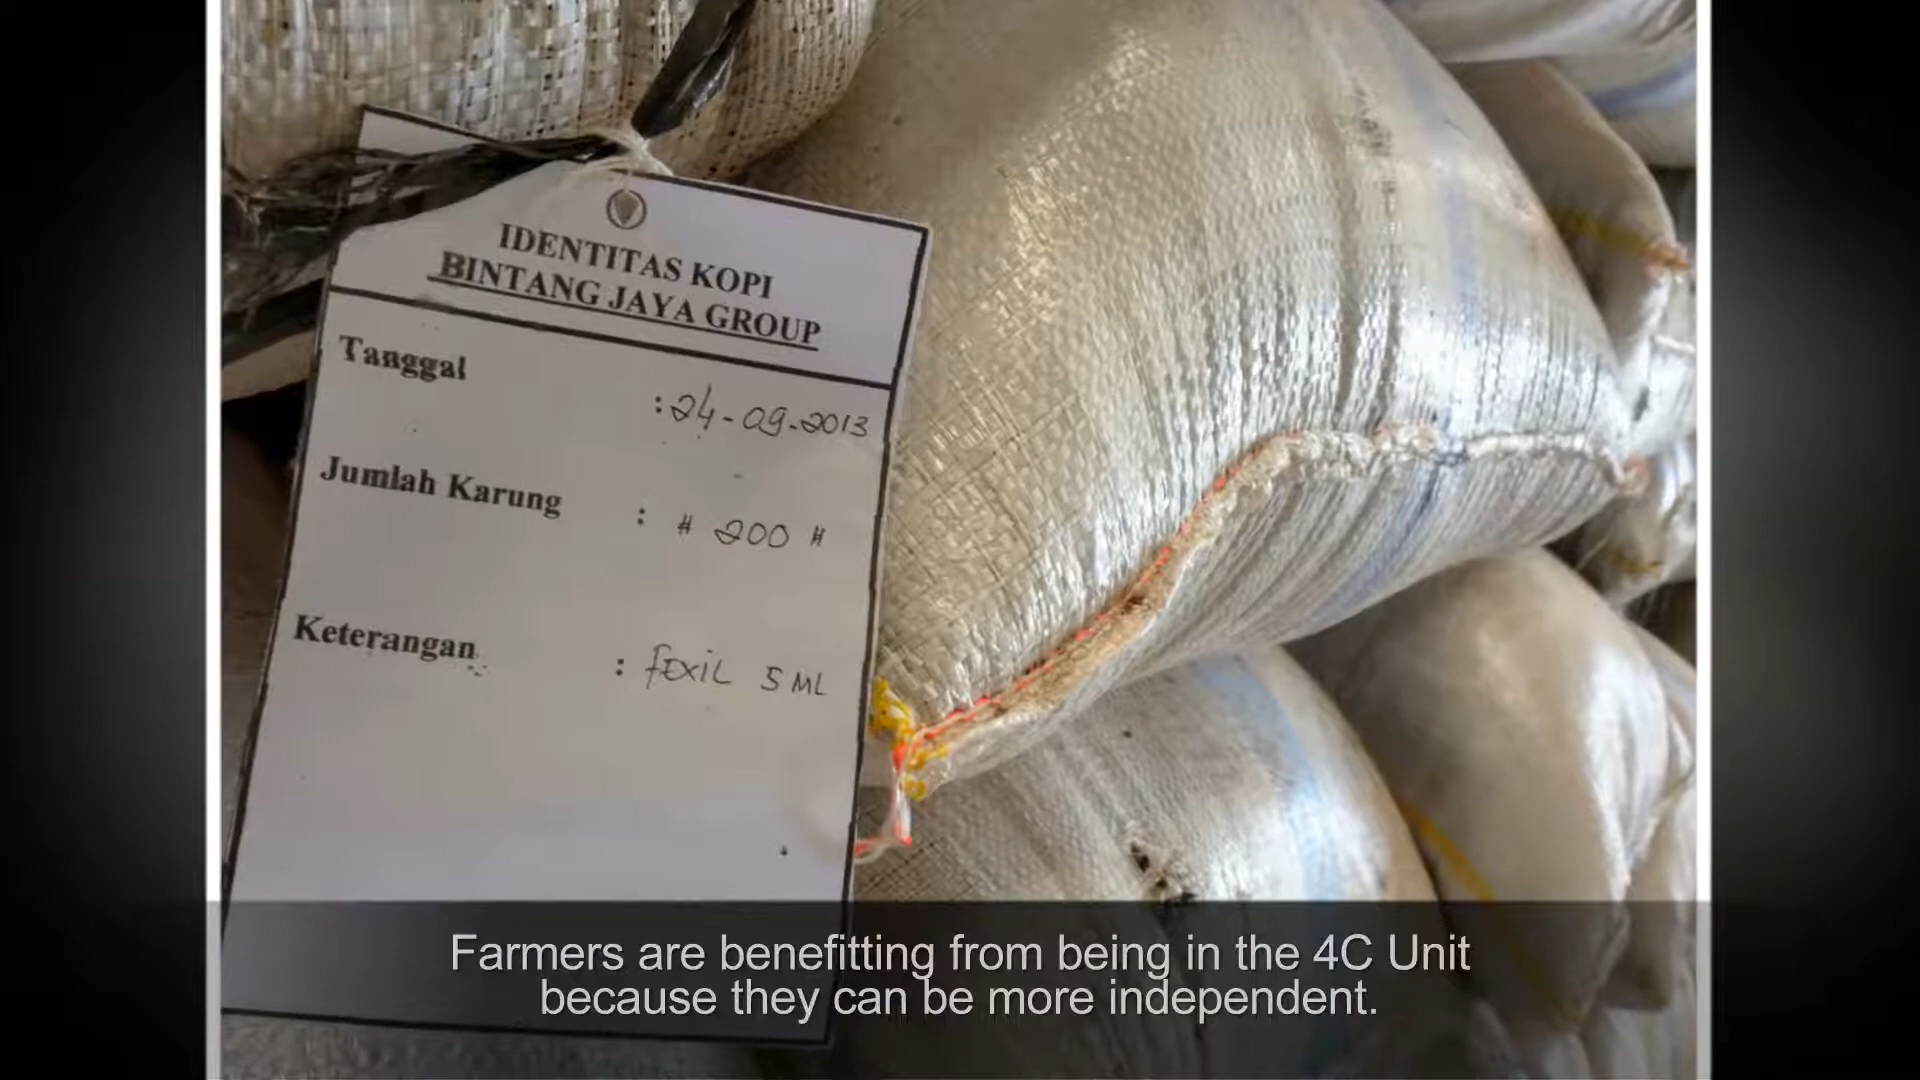 IDENTITAS KOPI
BINTANG JAYA GROUP
Tanggal : 24-09-2013
Jumlah Karung : # 200 #
Keterangan : FEXIL 5 ML
Farmers are benefitting from being in the 4C Unit
because they can be more independent.